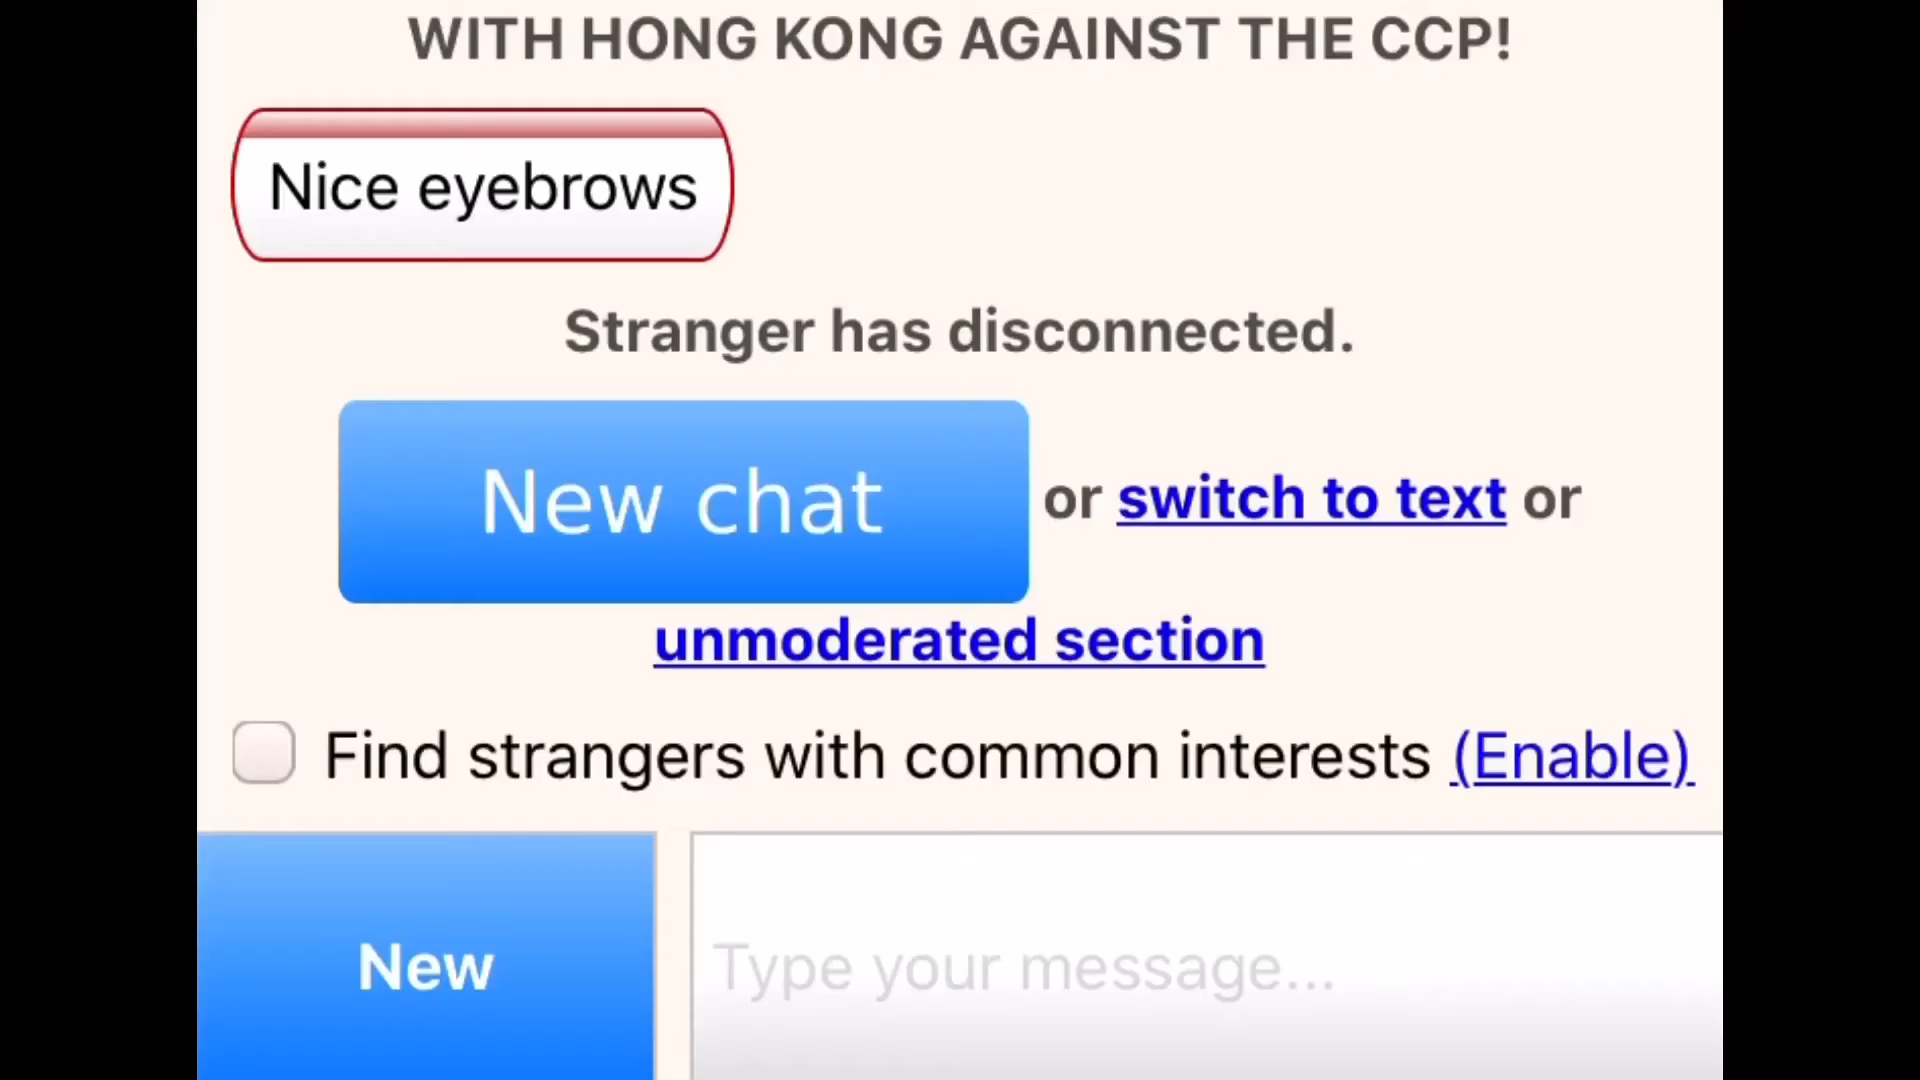 WITH HONG KONG AGAINST THE CCP!
Nice eyebrows
Stranger has disconnected.
New chat or switch to text or
unmoderated section
Find strangers with common interests (Enable)
New
Type your message...